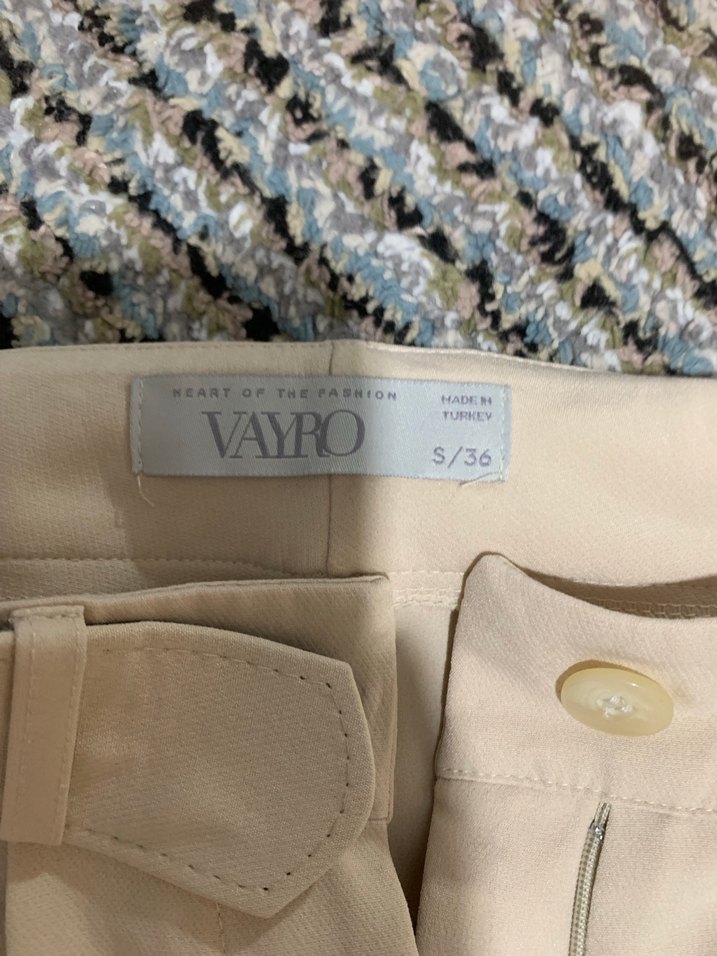 HEART OF THE FASHION
VAYRO
MADE IN
TURKEY
S/36